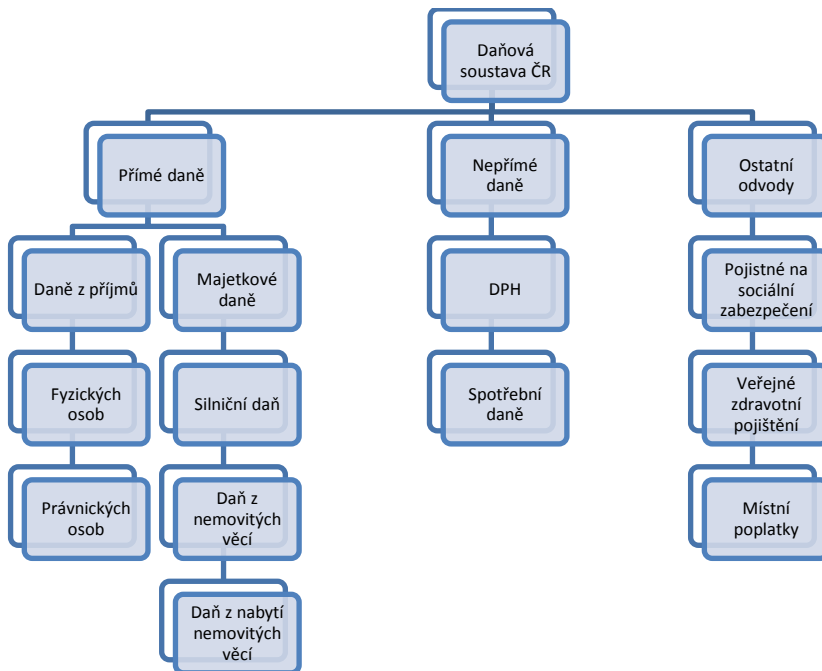 Daňová
soustava ČR
Přímé daně
Nepřímé
daně
Ostatní
odvody
Daně z příjmů
Majetkové
daně
DPH
Pojistné na
sociální
zabezpečení
Fyzických
osob
Silniční daň
Spotřební
daně
Veřejné
zdravotní
pojištění
Právnických
osob
Daň z
nemovitých
věcí
Místní
poplatky
Daň z nabytí
nemovitých
věcí